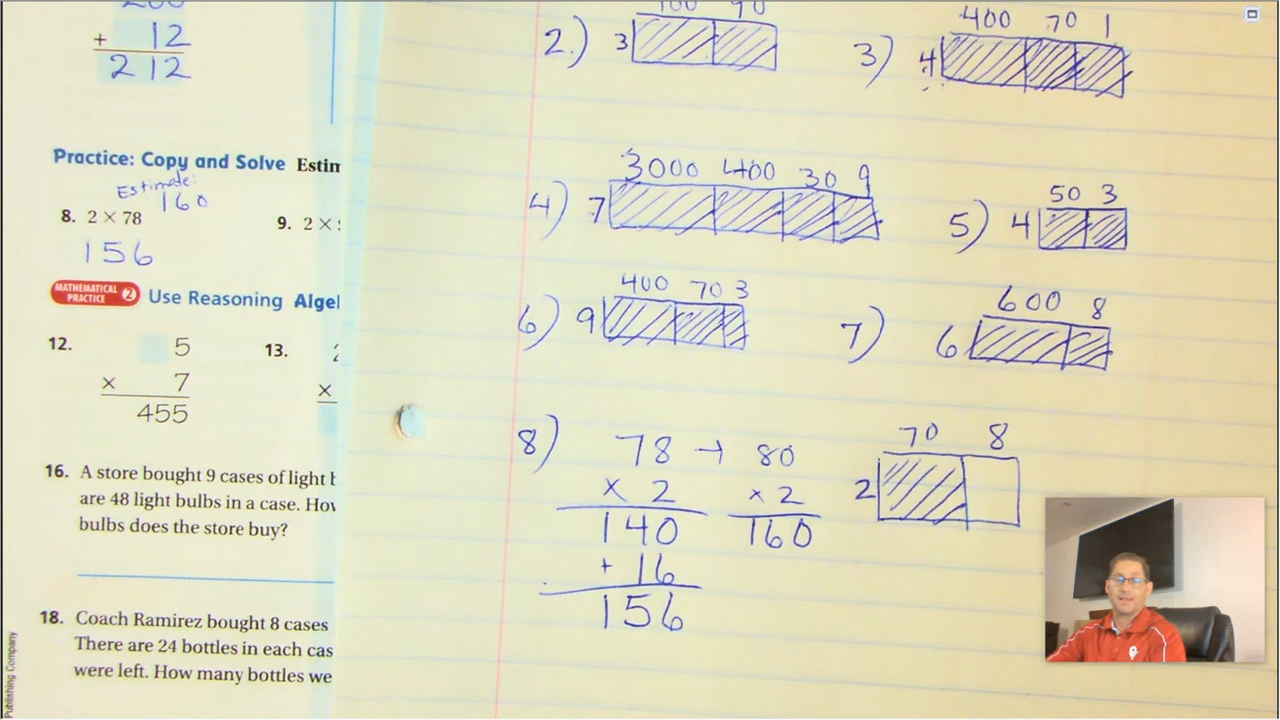 + 12
212
Practice: Copy and Solve
Estimate:
160
8. 2 × 78
9. 2 ×
156
MATHEMATICAL
PRACTICE 2
Use Reasoning
12.
5
× 7
455
13.
×
16. A store bought 9 cases of light
are 48 light bulbs in a case.
bulbs does the store buy?
18. Coach Ramirez bought 8 cases
There are 24 bottles in each
were left. How many bottles
Publishing Company
2.) 3
400 70 1
3) 4
3000 400 30 9
4) 7
50 3
5) 4
400 70 3
6) 9
600 8
7) 6
8) 78 → 80
× 2 × 2
140 160
+ 16
156
70 8
2